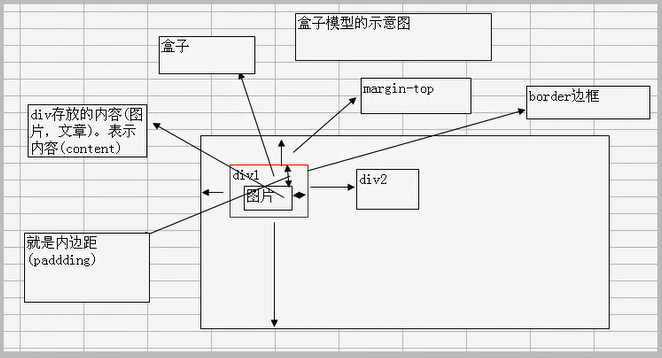 盒子模型的示意图
盒子
margin-top
border边框
div存放的内容(图
片，文章)。表示
内容(content)
div1
图片
div2
就是内边距
(paddding)